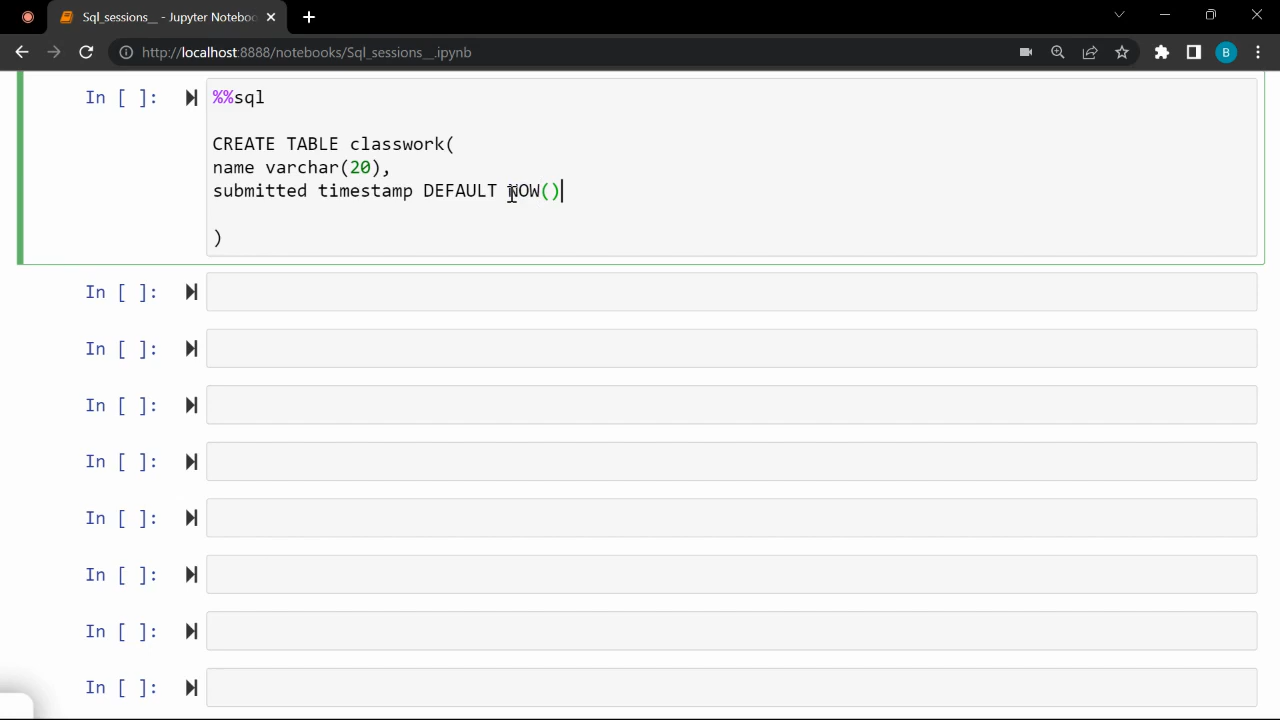 Sql_sessions__ - Jupyter Noteboo
http://localhost:8888/notebooks/Sql_sessions__.ipynb
B
In [ ]:
%%sql
CREATE TABLE classwork(
name varchar(20),
submitted timestamp DEFAULT NOW()
)
In [ ]:
In [ ]:
In [ ]:
In [ ]:
In [ ]:
In [ ]:
In [ ]:
In [ ]: